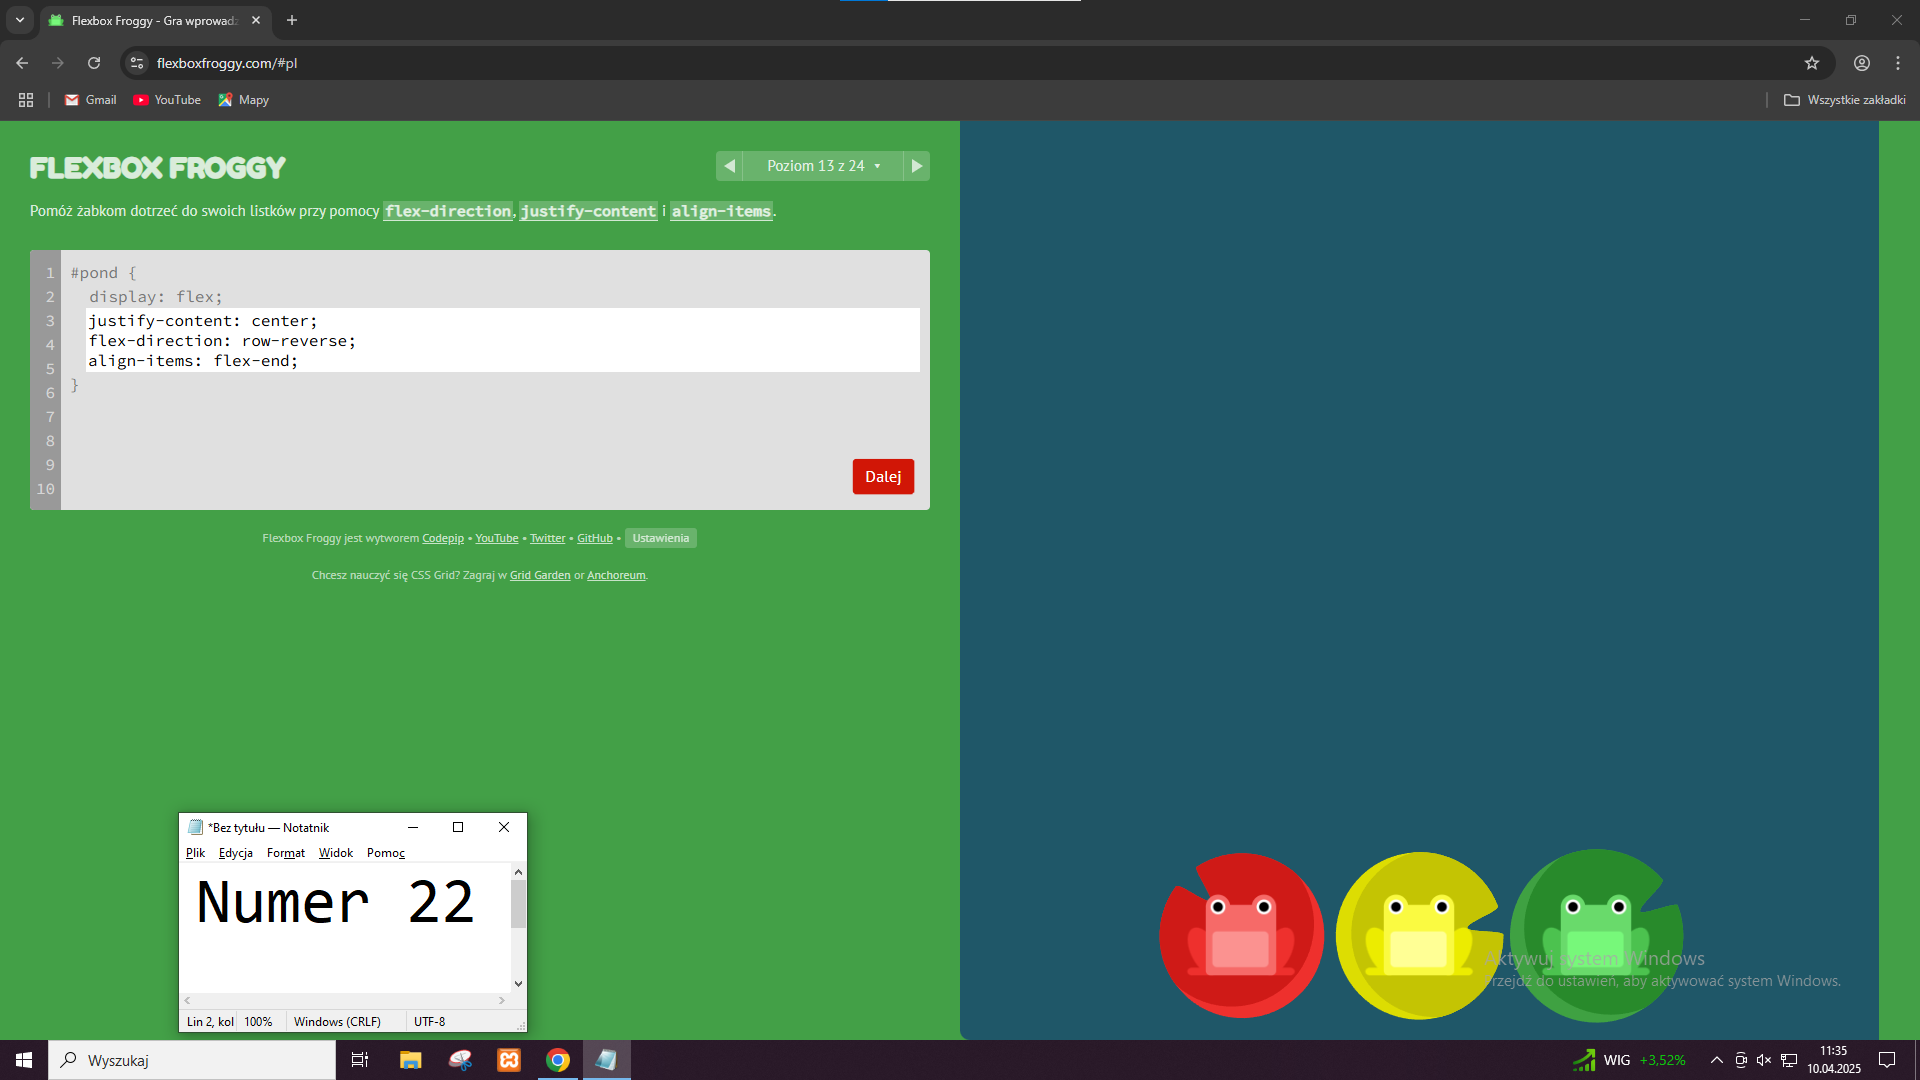 Flexbox Froggy - Gra wprowadz
flexboxfroggy.com/#pl
Gmail
YouTube
Mapy
Wszystkie zakładki
FLEXBOX FROGGY
Poziom 13 z 24
Pomóż żabkom dotrzeć do swoich listków przy pomocy flex-direction, justify-content i align-items.
1 #pond {
2 display: flex;
3 justify-content: center;
4 flex-direction: row-reverse;
5 align-items: flex-end;
6 }
7
8
9
10
Dalej
Flexbox Froggy jest wytworem Codepip • YouTube • Twitter • GitHub • Ustawienia
Chcesz nauczyć się CSS Grid? Zagraj w Grid Garden or Anchoreum.
*Bez tytułu — Notatnik
Plik Edycja Format Widok Pomoc
Numer 22
Lin 2, kol 100% Windows (CRLF) UTF-8
Aktywuj system Windows
Przejdź do ustawień, aby aktywować system Windows.
Wyszukaj
WIG +3,52%
11:35
10.04.2025